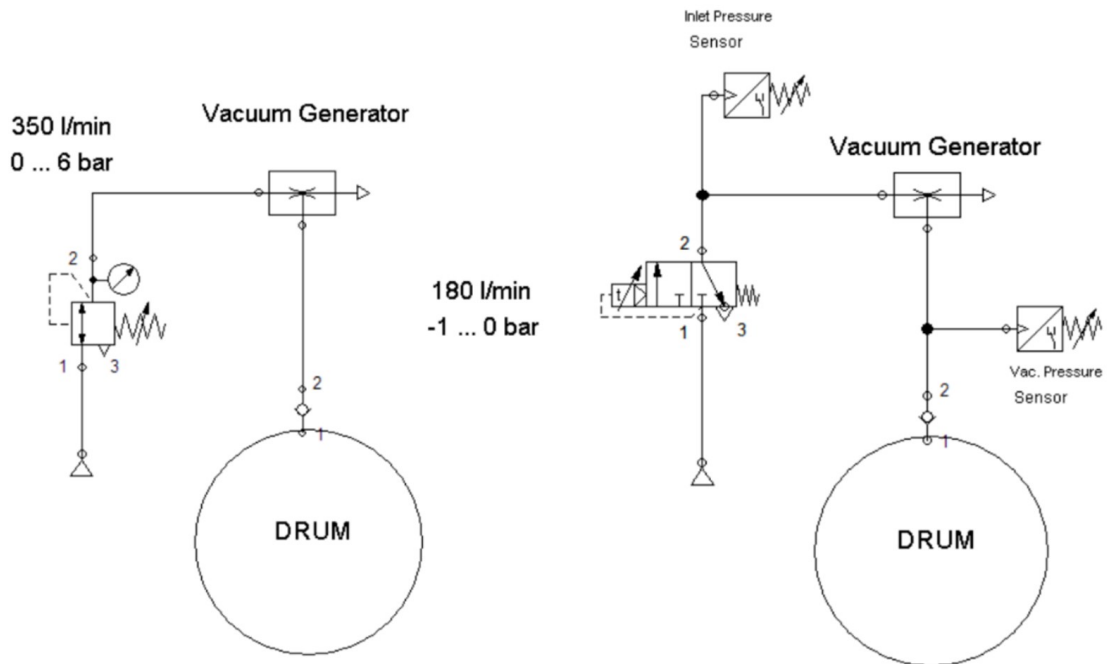 350 l/min
0 ... 6 bar
Vacuum Generator
2
1
3
2
1
DRUM
180 l/min
-1 ... 0 bar
Inlet Pressure
Sensor
Vacuum Generator
2
t
1
3
Vac. Pressure
Sensor
2
1
DRUM